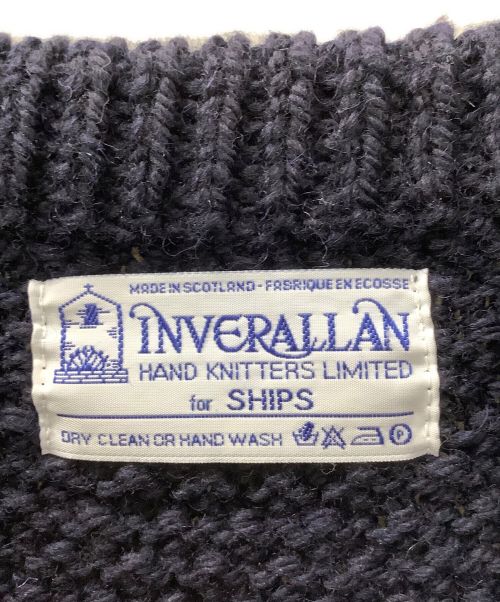 MADE IN SCOTLAND - FABRIQUE EN ECOSSE
INVERALLAN
HAND KNITTERS LIMITED
for SHIPS
DRY CLEAN OR HAND WASH P